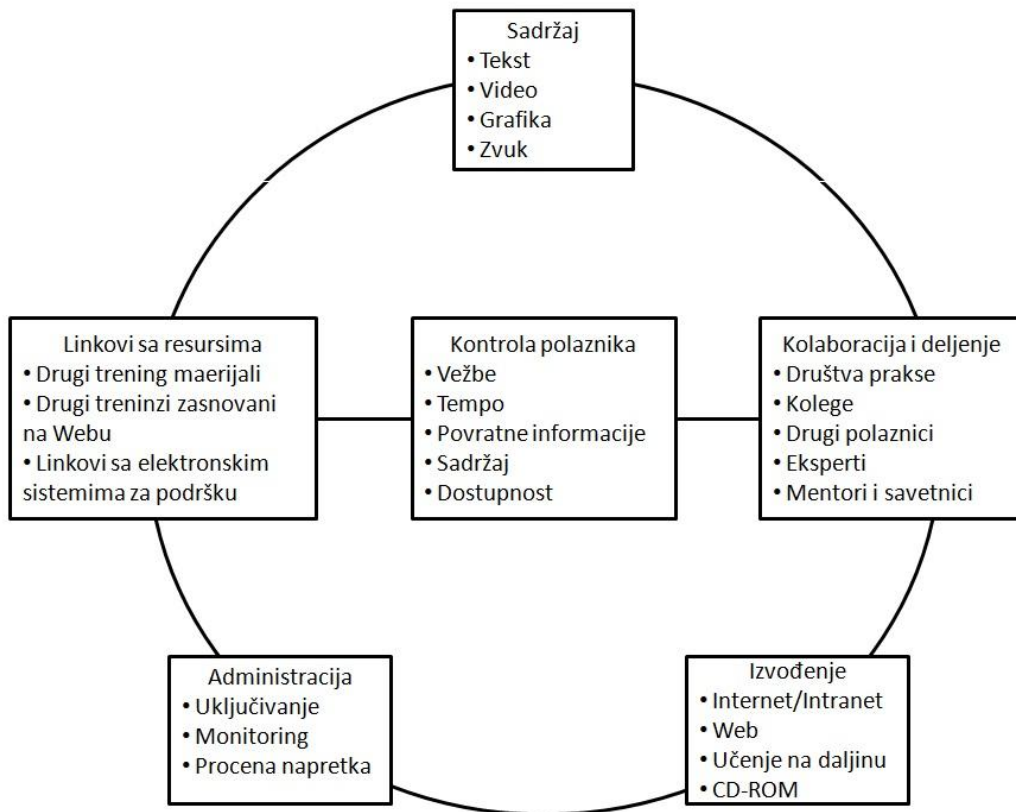 Sadržaj
• Tekst
• Video
• Grafika
• Zvuk
Linkovi sa resursima
• Drugi trening maerijali
• Drugi treninzi zasnovani
na Webu
• Linkovi sa elektronskim
sistemima za podršku
Kontrola polaznika
• Vežbe
• Tempo
• Povratne informacije
• Sadržaj
• Dostupnost
Kolaboracija i deljenje
• Društva prakse
• Kolege
• Drugi polaznici
• Eksperti
• Mentori i savetnici
Administracija
• Uključivanje
• Monitoring
• Procena napretka
Izvođenje
• Internet/Intranet
• Web
• Učenje na daljinu
• CD-ROM